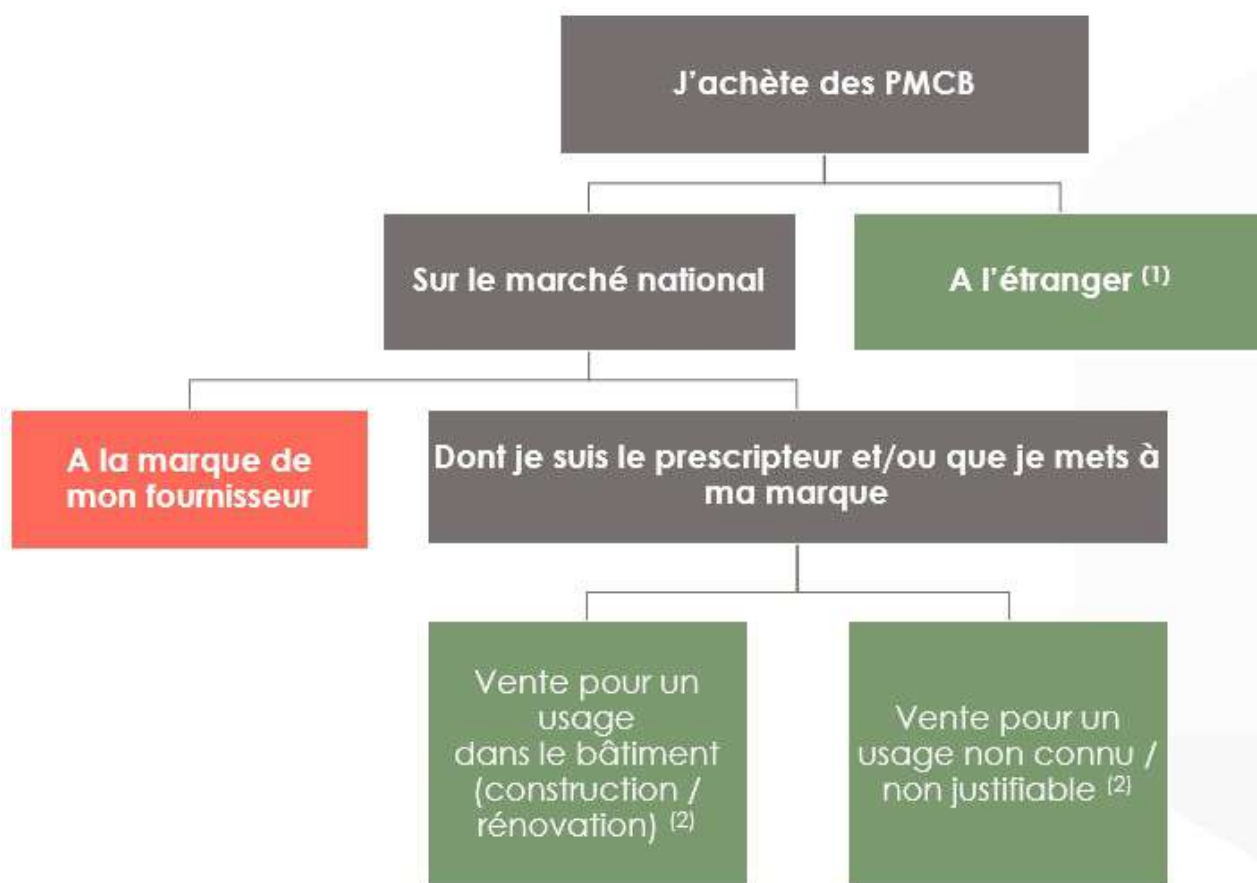 J'achète des PMCB
Sur le marché national
A l'étranger (1)
A la marque de
mon fournisseur
Dont je suis le prescripteur et/ou que je mets à
ma marque
Vente pour un
usage
dans le bâtiment
(construction /
rénovation) (2)
Vente pour un
usage non connu /
non justifiable (2)